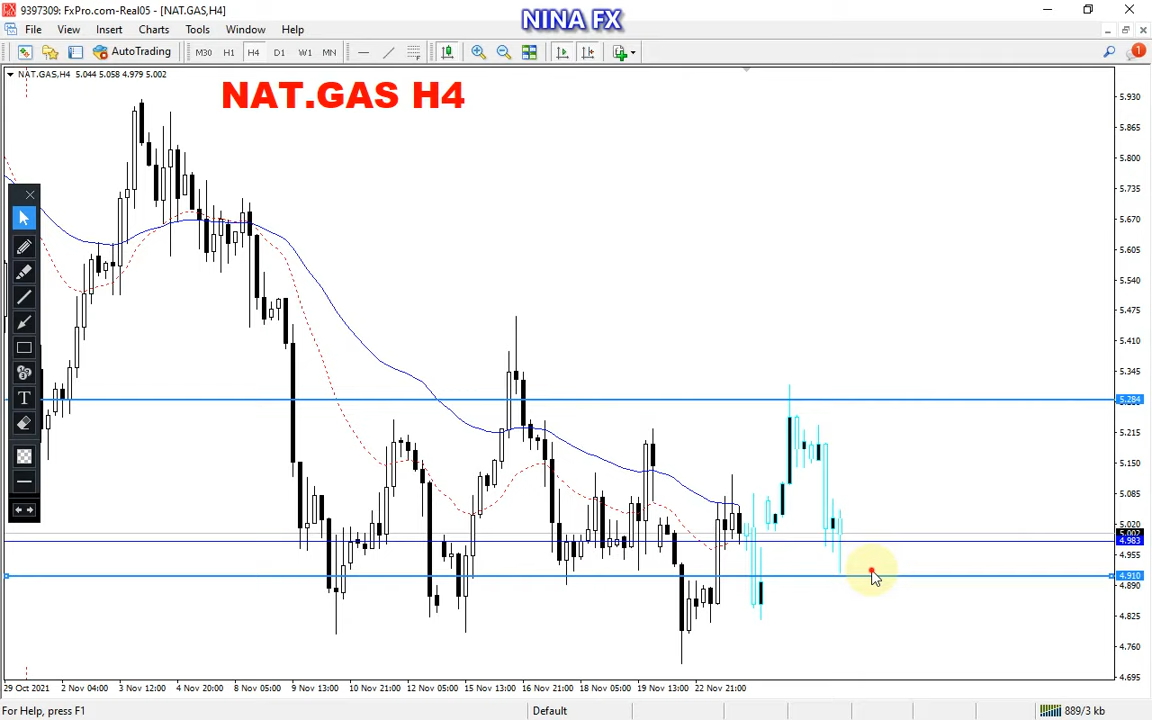 9397309: FxPro.com-Real05 - [NAT.GAS,H4]
NINA FX
File View Insert Charts Tools Window Help
AutoTrading M30 H1 H4 D1 W1 MN 1
NAT.GAS,H4 5.044 5.058 4.979 5.002
NAT.GAS H4
5.930
5.865
5.800
5.735
5.670
5.605
5.540
5.475
5.410
5.345
5.284
5.215
5.150
5.085
5.020
5.002
4.983
4.955
4.910
4.890
4.825
4.760
4.695
T
29 Oct 2021 2 Nov 04:00 3 Nov 12:00 4 Nov 20:00 8 Nov 05:00 9 Nov 13:00 10 Nov 21:00 12 Nov 05:00 15 Nov 13:00 16 Nov 21:00 18 Nov 05:00 19 Nov 13:00 22 Nov 21:00
For Help, press F1 Default 889/3 kb